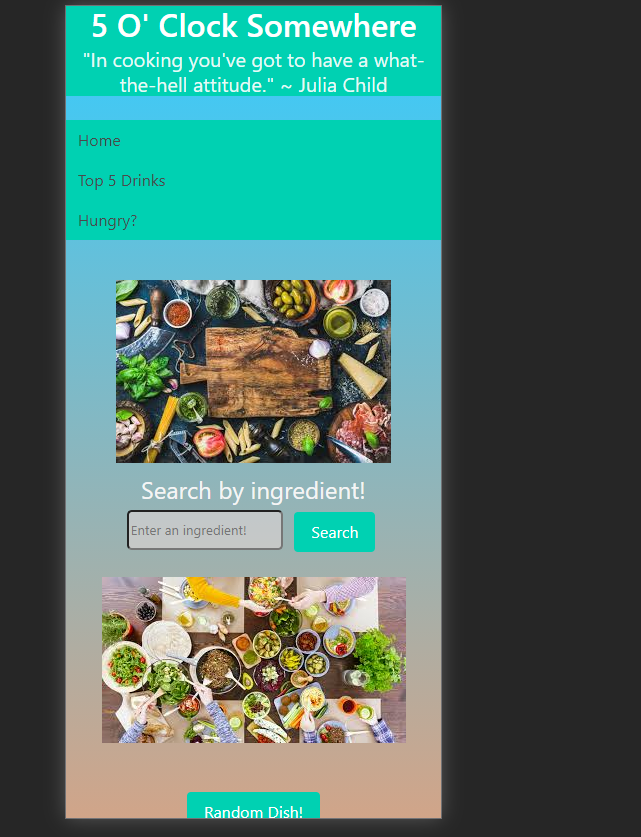 5 O' Clock Somewhere
"In cooking you've got to have a what-
the-hell attitude." ~ Julia Child
Home
Top 5 Drinks
Hungry?
Search by ingredient!
Enter an ingredient!
Search
Random Dish!